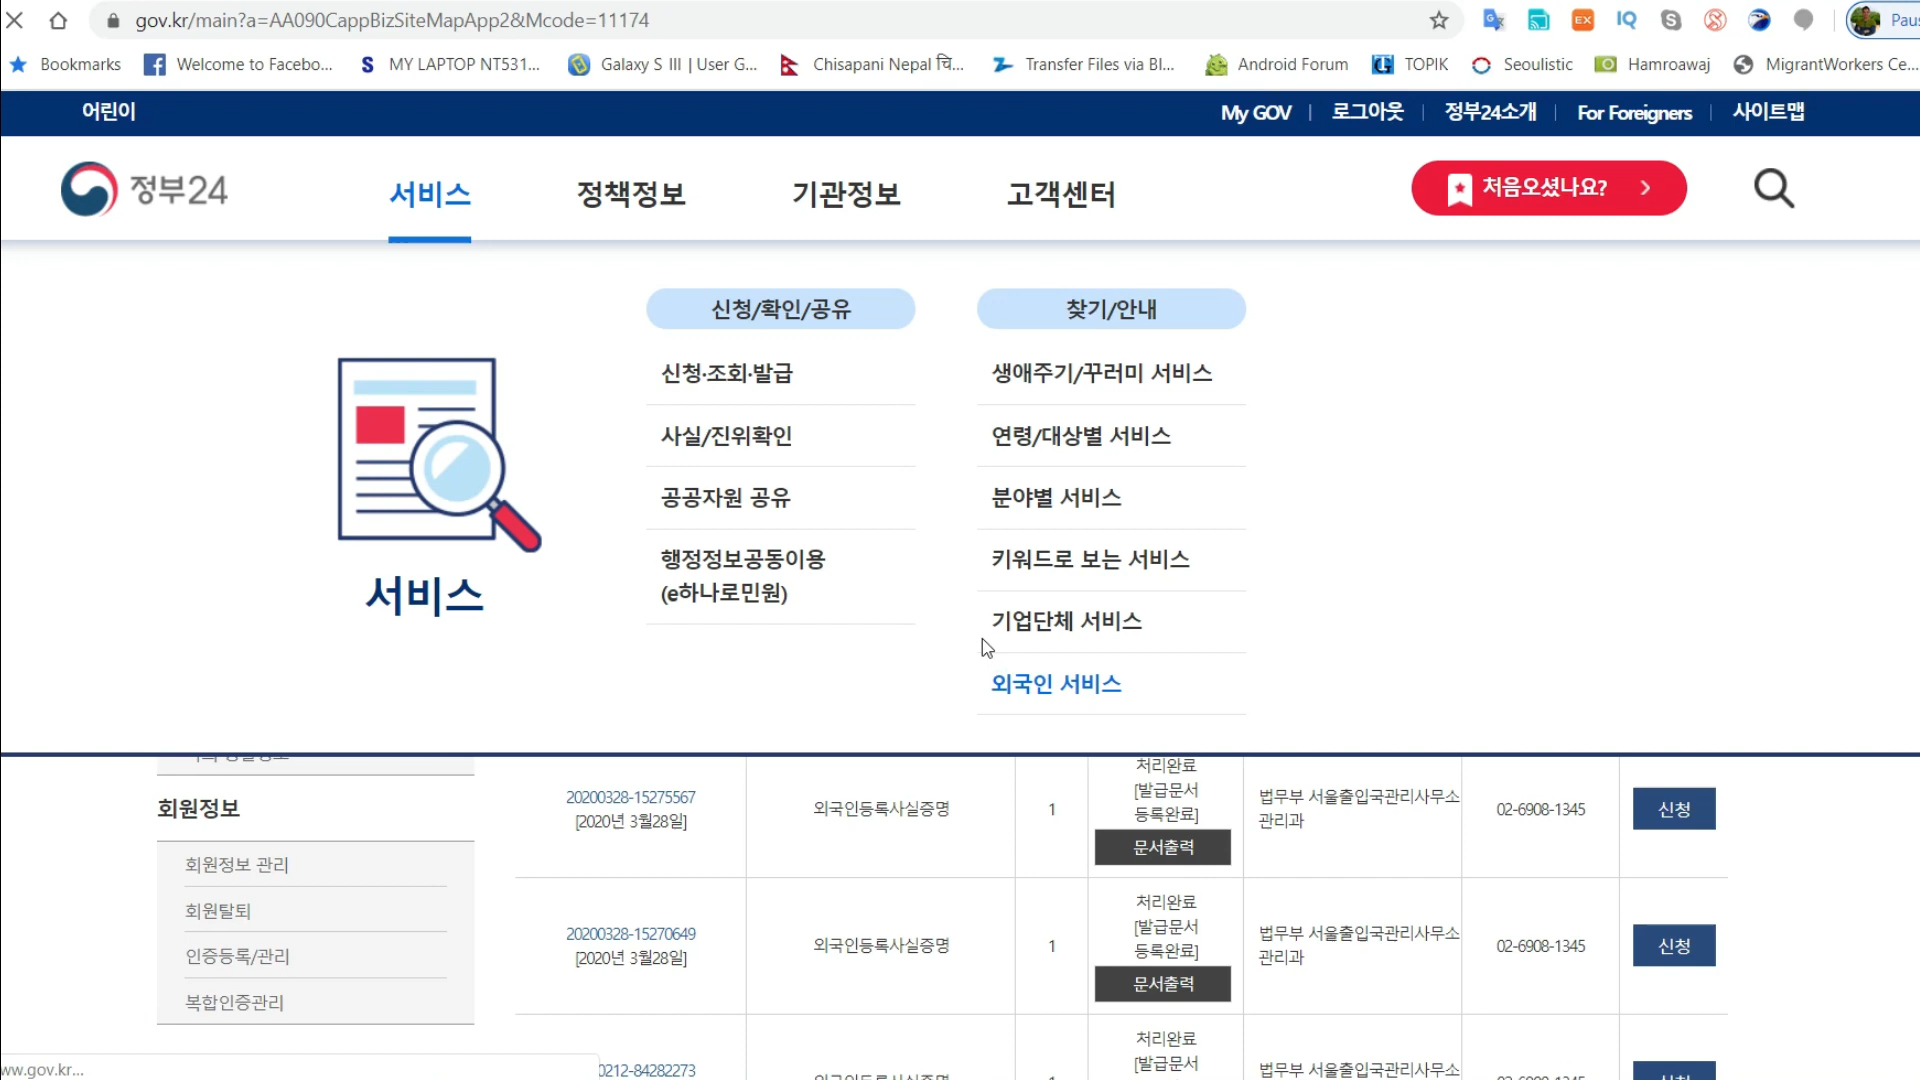 gov.kr/main?a=AA090CappBizSiteMapApp2&Mcode=11174
EX
IQ
S
Paus
Bookmarks
Welcome to Facebo...
MY LAPTOP NT531...
Galaxy S III | User G...
Chisapani Nepal चि...
Transfer Files via Bl...
Android Forum
TOPIK
Seoulistic
Hamroawaj
MigrantWorkers Ce...
어린이
My GOV
로그아웃
정부24소개
For Foreigners
사이트맵
정부24
서비스
정책정보
기관정보
고객센터
처음오셨나요?
서비스
신청/확인/공유
신청·조회·발급
사실/진위확인
공공자원 공유
행정정보공동이용
(e하나로민원)
찾기/안내
생애주기/꾸러미 서비스
연령/대상별 서비스
분야별 서비스
키워드로 보는 서비스
기업단체 서비스
외국인 서비스
회원정보
회원정보 관리
회원탈퇴
인증등록/관리
복합인증관리
20200328-15275567
[2020년 3월28일]
외국인등록사실증명
1
처리완료
[발급문서
등록완료]
문서출력
법무부 서울출입국관리사무소
관리과
02-6908-1345
신청
20200328-15270649
[2020년 3월28일]
외국인등록사실증명
1
처리완료
[발급문서
등록완료]
문서출력
법무부 서울출입국관리사무소
관리과
02-6908-1345
신청
0212-84282273
처리완료
[발급문서
법무부 서울출입국관리사무소
ww.gov.kr...